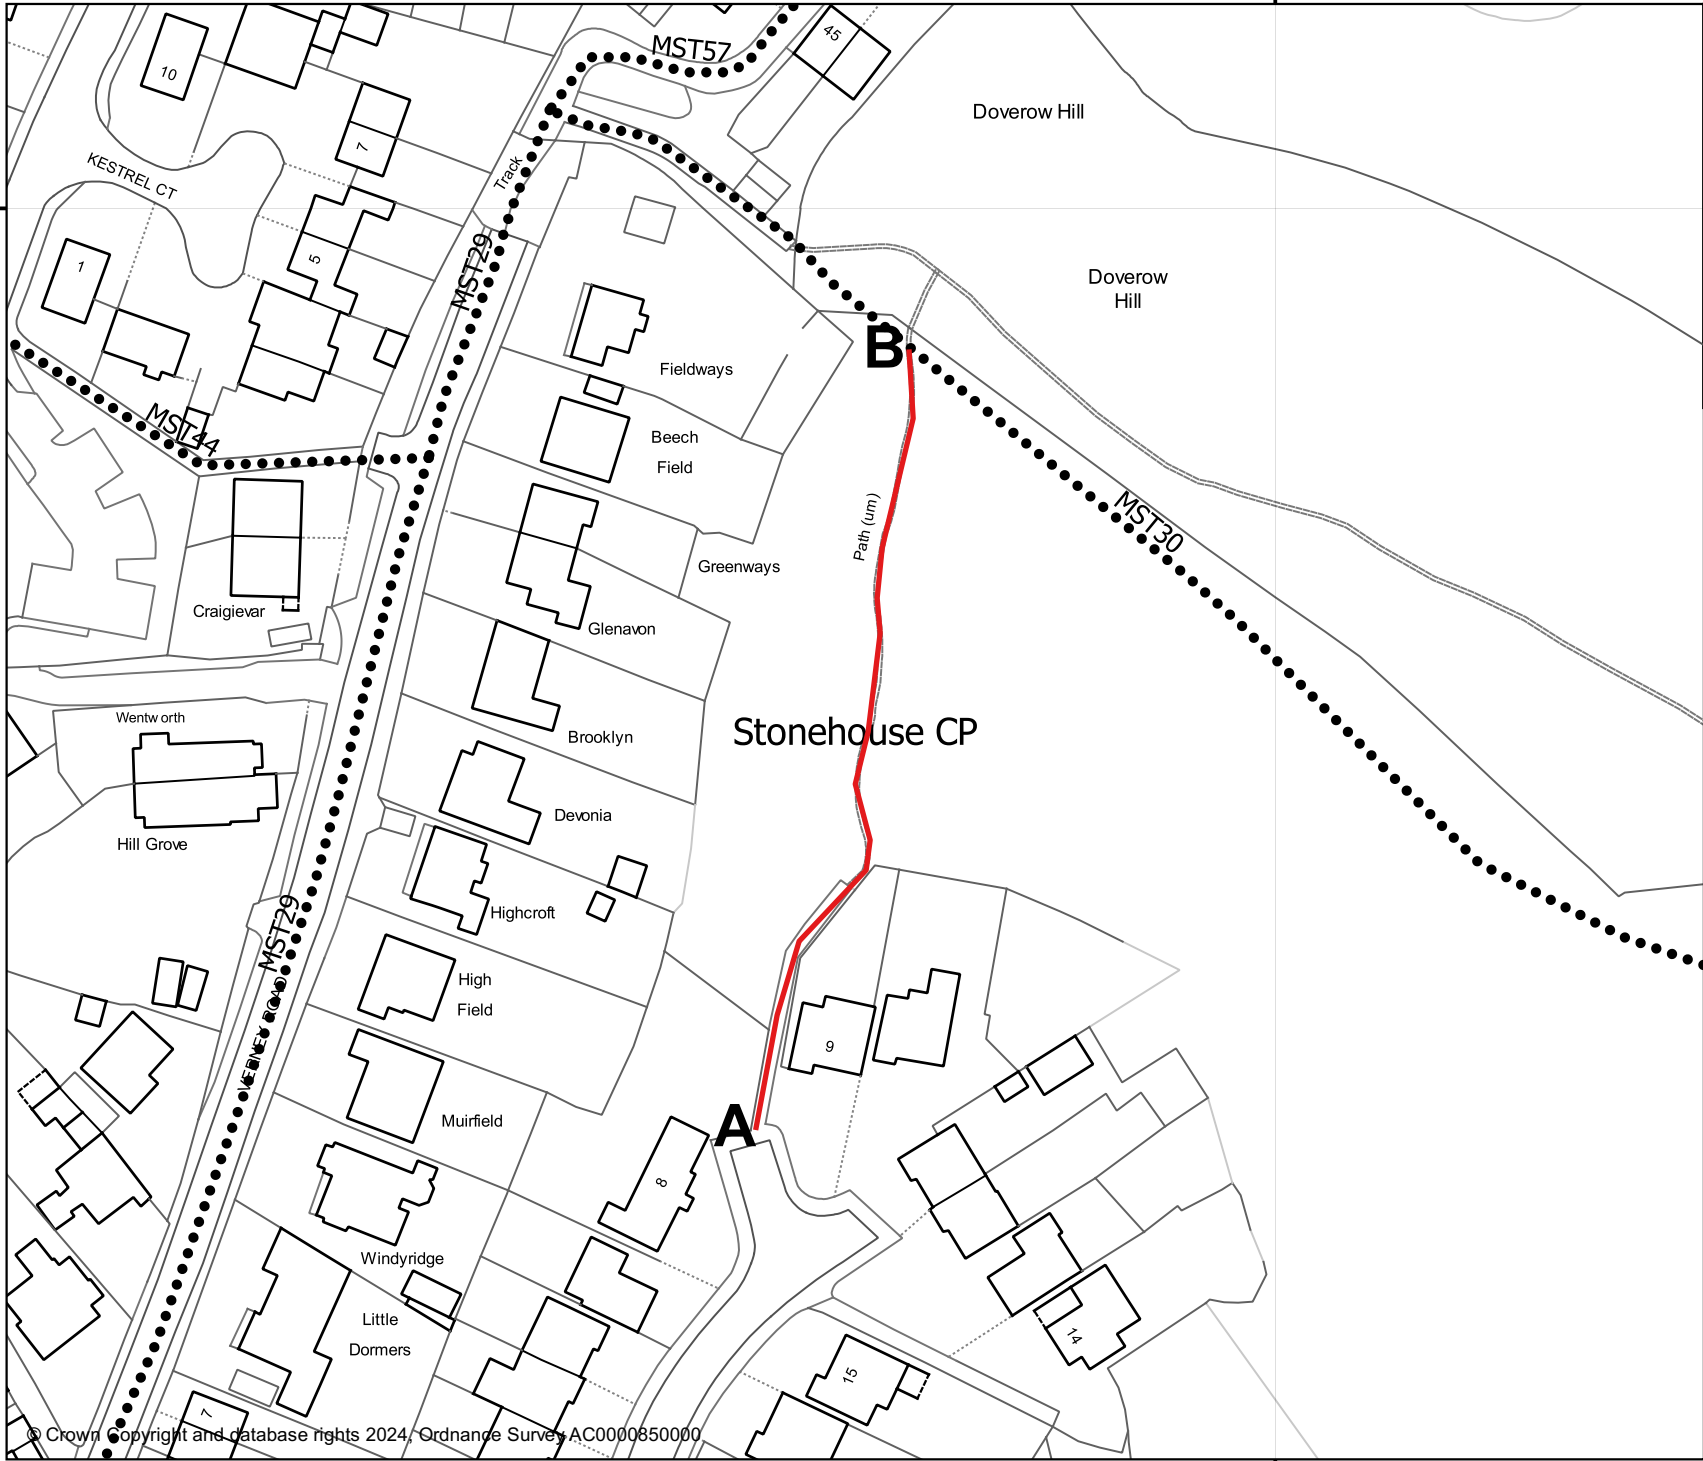 MST57
45
10
Doverow Hill
7
Track
KESTREL CT
MST29
5
1
Doverow
Hill
B
Fieldways
MST44
Beech
Field
Path (um)
MST30
Greenways
Craigievar
Glenavon
Wentworth
Stonehouse CP
Brooklyn
Devonia
Hill Grove
Highcroft
MST29
High
Field
VERNEY ROAD
9
A
Muirfield
8
Windyridge
Little
Dormers
14
15
7
© Crown Copyright and database rights 2024, Ordnance Survey AC0000850000